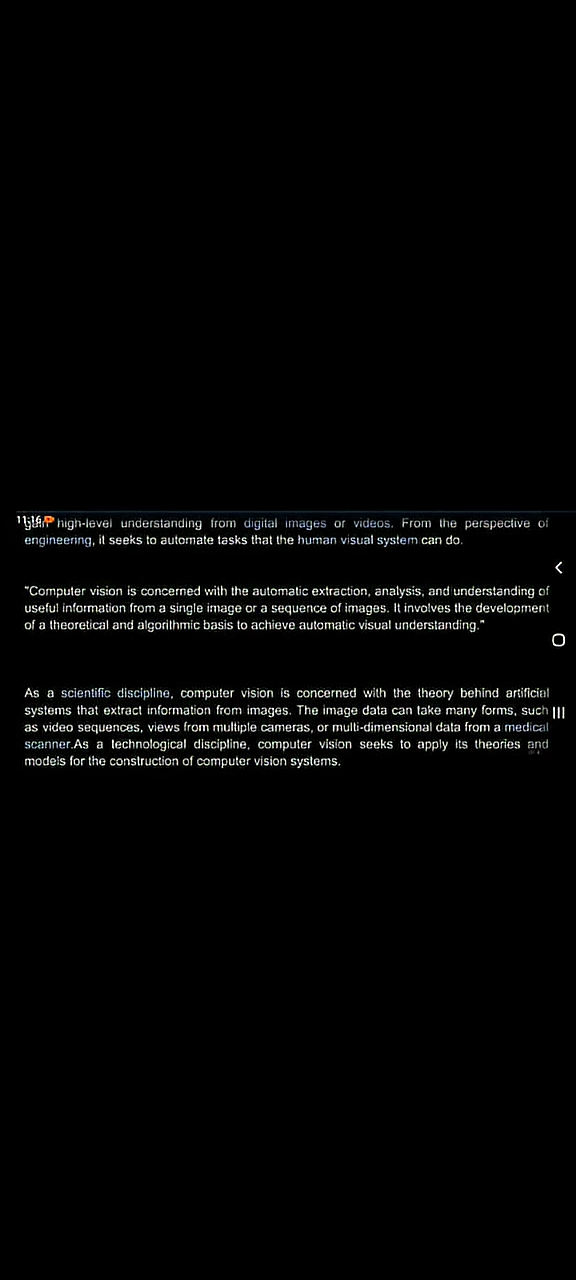 11:16
gain high-level understanding from digital images or videos. From the perspective of
engineering, it seeks to automate tasks that the human visual system can do.
"Computer vision is concerned with the automatic extraction, analysis, and understanding of
useful information from a single image or a sequence of images. It involves the development
of a theoretical and algorithmic basis to achieve automatic visual understanding."
As a scientific discipline, computer vision is concerned with the theory behind artificial
systems that extract information from images. The image data can take many forms, such
as video sequences, views from multiple cameras, or multi-dimensional data from a medical
scanner.As a technological discipline, computer vision seeks to apply its theories and
models for the construction of computer vision systems.